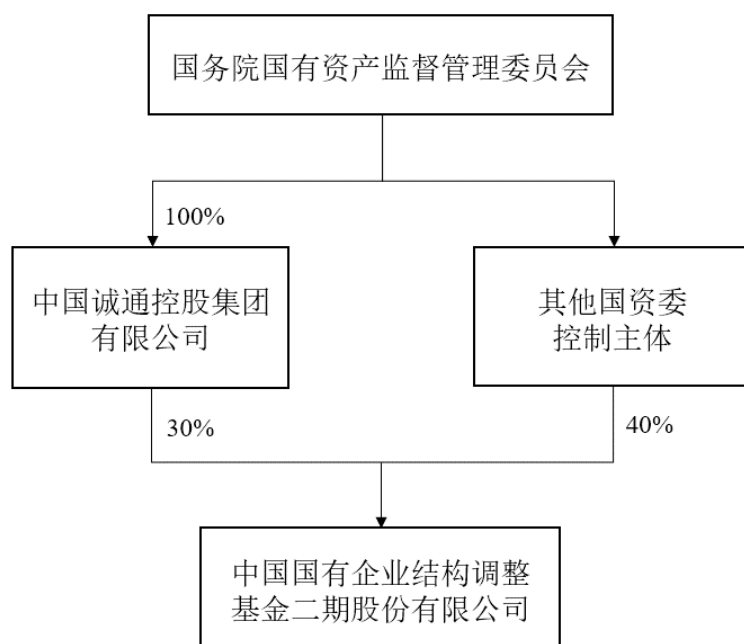 国务院国有资产监督管理委员会
100%
中国诚通控股集团
有限公司
其他国资委
控制主体
30%
40%
中国国有企业结构调整
基金二期股份有限公司